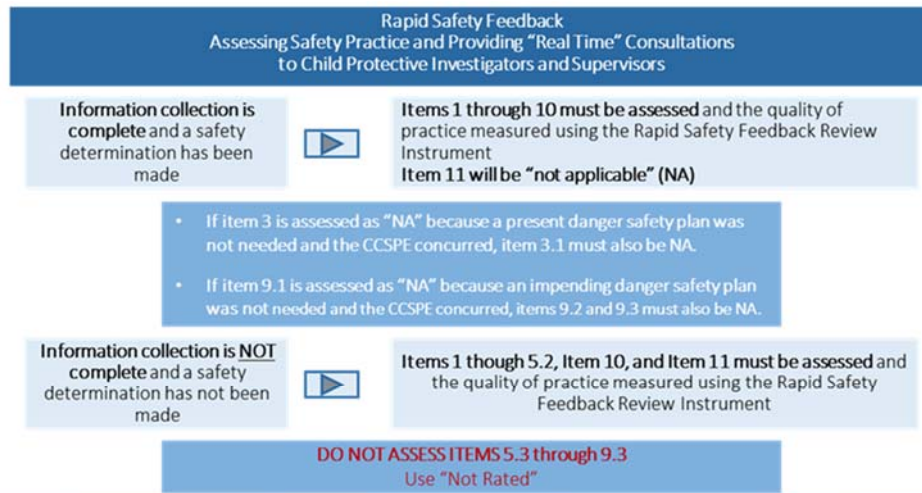 Rapid Safety Feedback
Assessing Safety Practice and Providing “Real Time” Consultations
to Child Protective Investigators and Supervisors
Information collection is
complete and a safety
determination has been
made
Items 1 through 10 must be assessed and the quality of
practice measured using the Rapid Safety Feedback Review
Instrument
Item 11 will be “not applicable” (NA)
• If item 3 is assessed as “NA” because a present danger safety plan was
not needed and the CCSPE concurred, item 3.1 must also be NA.
• If item 9.1 is assessed as “NA” because an impending danger safety plan
was not needed and the CCSPE concurred, items 9.2 and 9.3 must also be NA.
Information collection is NOT
complete and a safety
determination has not been
made
Items 1 though 5.2, Item 10, and Item 11 must be assessed and
the quality of practice measured using the Rapid Safety
Feedback Review Instrument
DO NOT ASSESS ITEMS 5.3 through 9.3
Use “Not Rated”